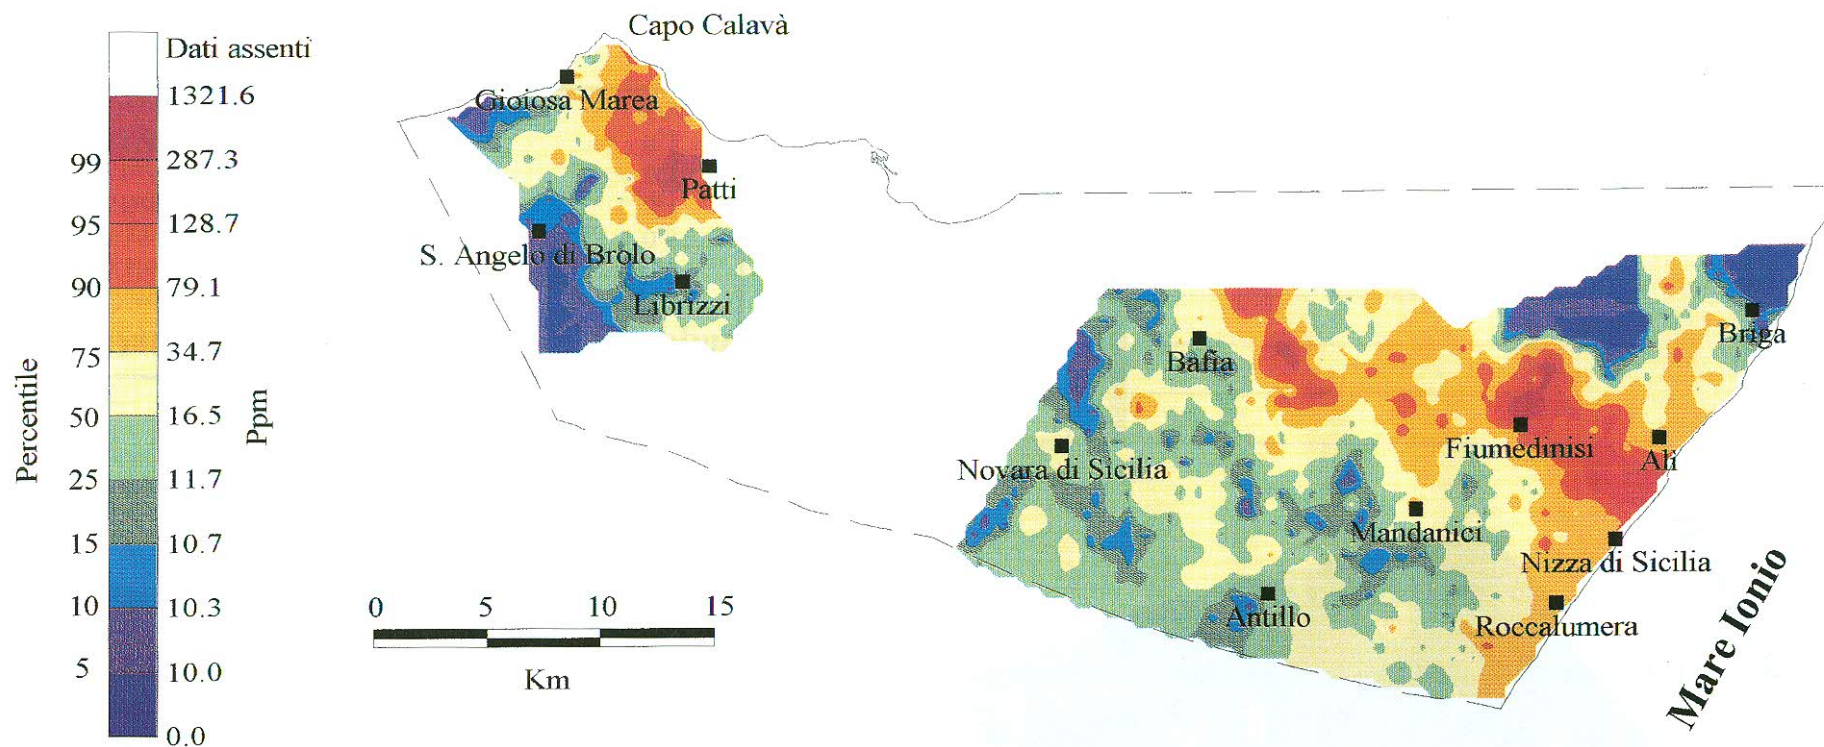 Capo Calavà
Dati assenti
1321.6
99 287.3
95 128.7
90 79.1
75 34.7
50 16.5
25 11.7
15 10.7
10 10.3
5 10.0
0.0
Percentile
Ppm
Gioiosa Marea
Patti
S. Angelo di Brolo
Librizzi
Briga
Bafia
Fiumedinisi
Alì
Novara di Sicilia
Mandanici
Nizza di Sicilia
Antillo
Roccalumera
0 5 10 15
Km
Mare Ionio